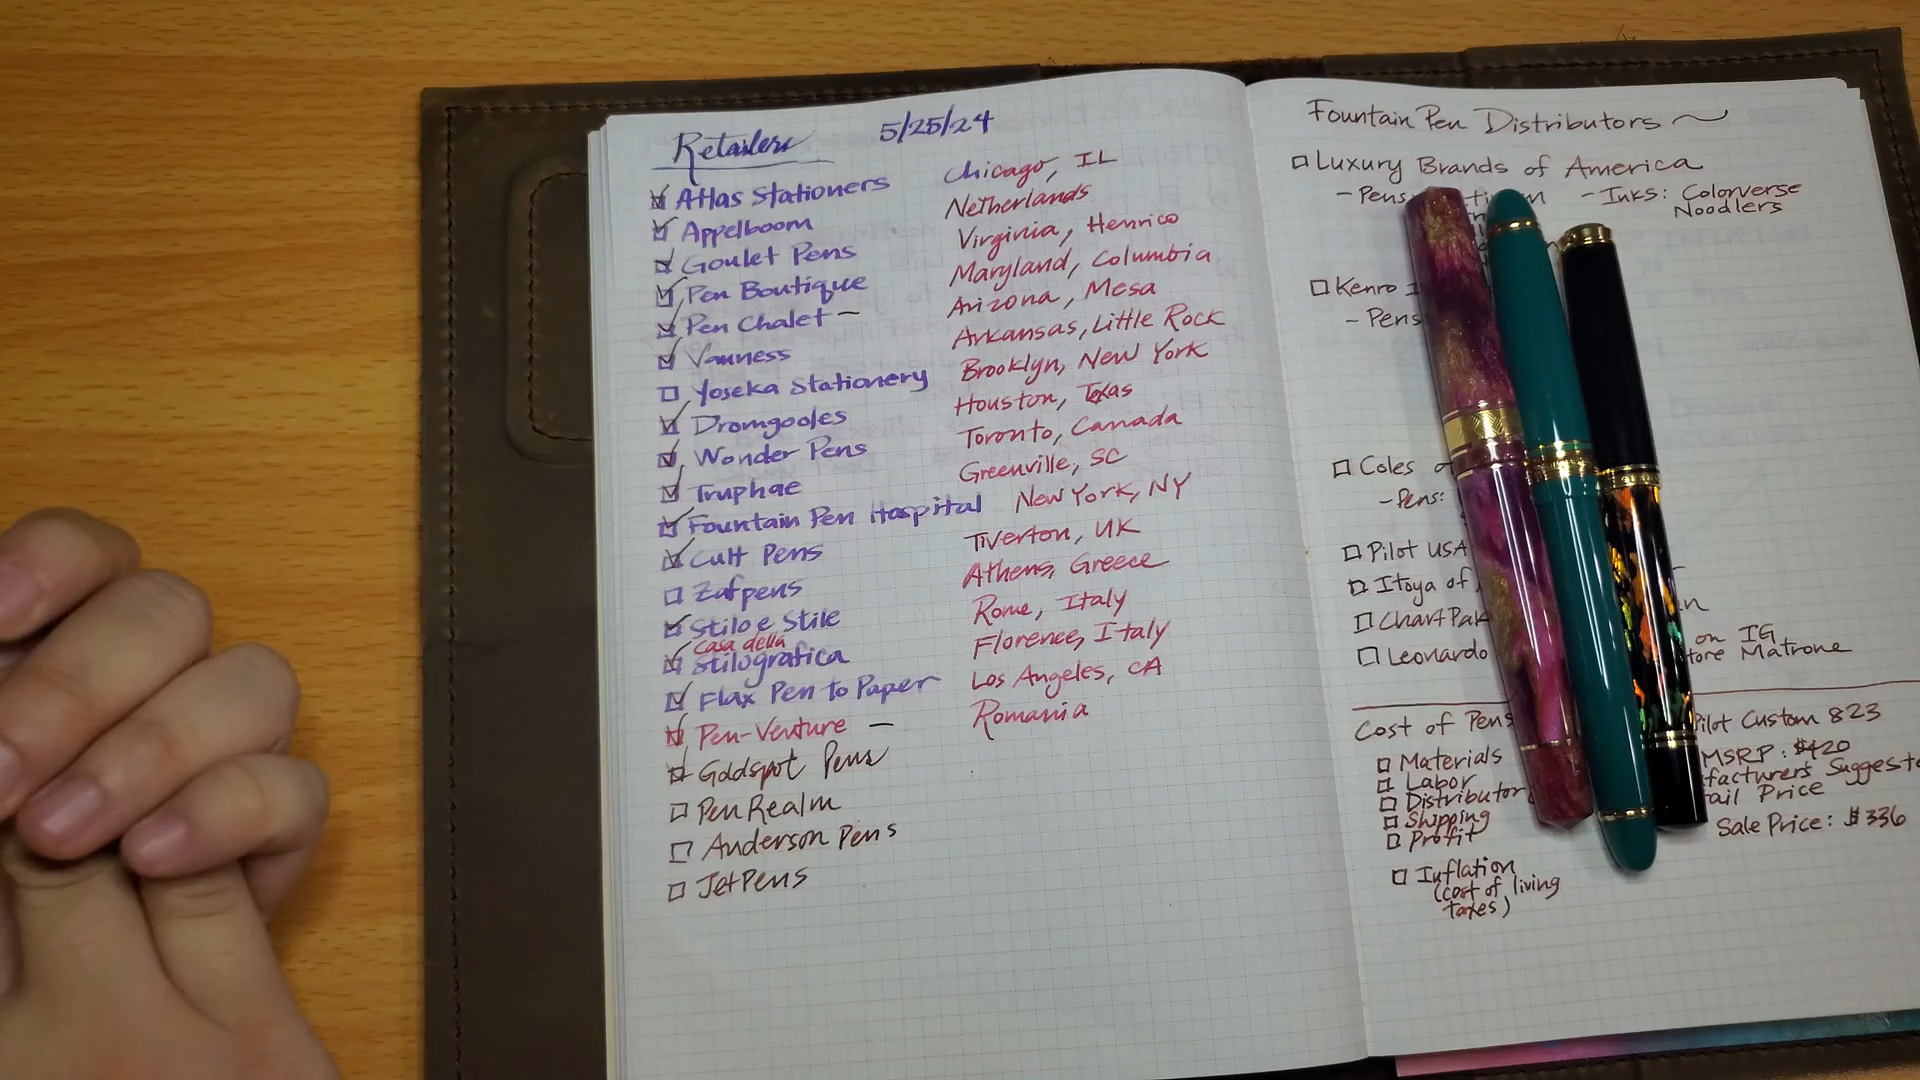 Retailers 5/25/24
Atlas Stationers Chicago, IL
Appelboom Netherlands
Goulet Pens Virginia, Henrico
Pen Boutique Maryland, Columbia
Pen Chalet – Arizona, Mesa
Vanness Arkansas, Little Rock
Yoseka Stationery Brooklyn, New York
Dromgooles Houston, Texas
Wonder Pens Toronto, Canada
Truphae Greenville, SC
Fountain Pen Hospital New York, NY
Cult Pens Tiverton, UK
Zafpens Athens, Greece
Stilo e Stile Rome, Italy
Casa della
Stilografica Florence, Italy
Flax Pen to Paper Los Angeles, CA
Pen-Venture – Romania
Goldspot Pens
Pen Realm
Anderson Pens
JetPens
Fountain Pen Distributors ~
Luxury Brands of America
- Pens - Inks: Colorverse
Noodlers
Kenro
- Pens
Coles
- Pens:
Pilot USA
Itoya of
ChartPak
on IG
Leonardo Matrone
Cost of Pens
Materials
Labor
Distributor
Shipping
Profit
Inflation
(cost of living
taxes)
Pilot Custom 823
MSRP: $420
Price
Sale Price: $336